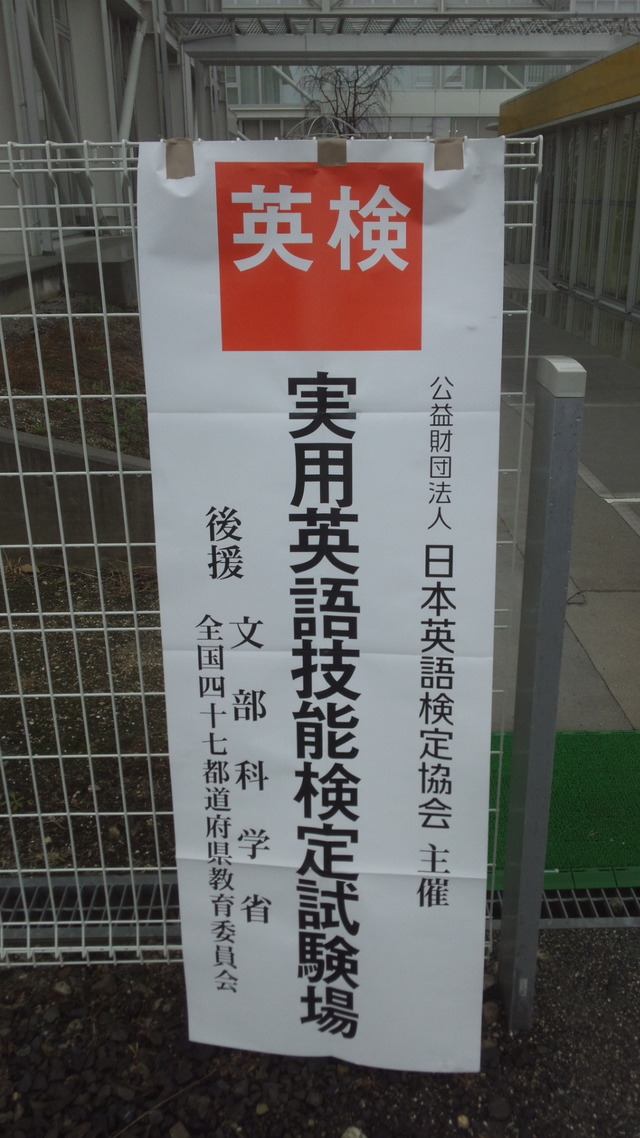 英検
公益財団法人 日本英語検定協会 主催
実用英語技能検定試験場
後援 文部科学省
全国四十七都道府県教育委員会